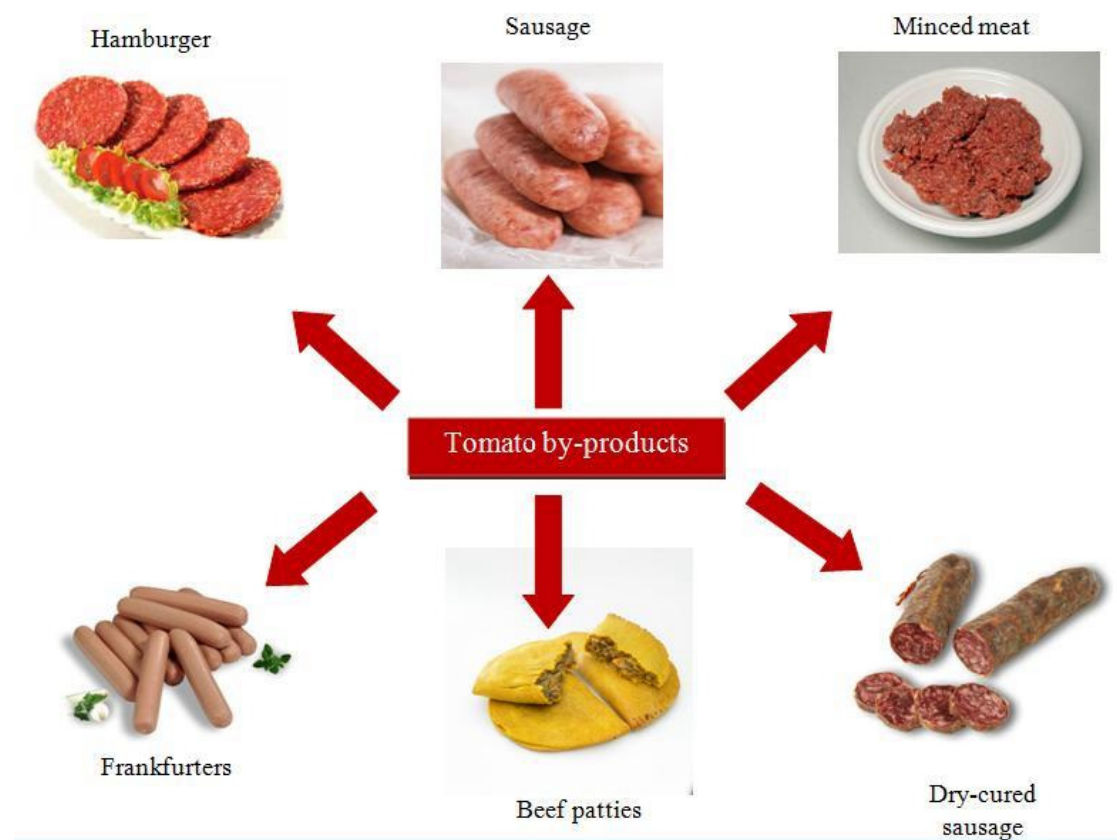 Hamburger
Sausage
Minced meat
Tomato by-products
Frankfurters
Beef patties
Dry-cured
sausage